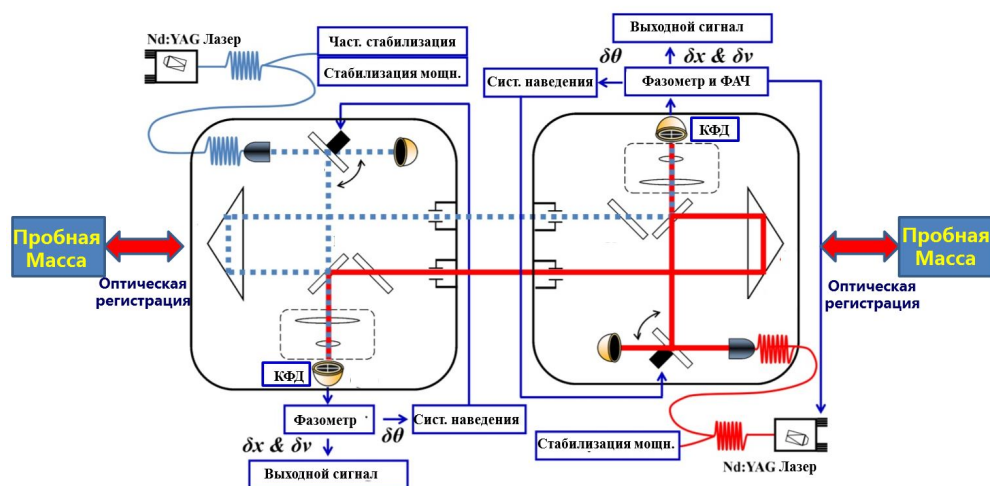 Выходной сигнал
Nd:YAG Лазер
Част. стабилизация
Стабилизация мощн.
δθ
δx & δν
Сист. наведения
Фазометр и ФАЧ
КФД
Пробная
Масса
Оптическая
регистрация
Пробная
Масса
Оптическая
регистрация
КФД
Фазометр
δθ
Сист. наведения
δx & δν
Выходной сигнал
Стабилизация мощн.
Nd:YAG Лазер